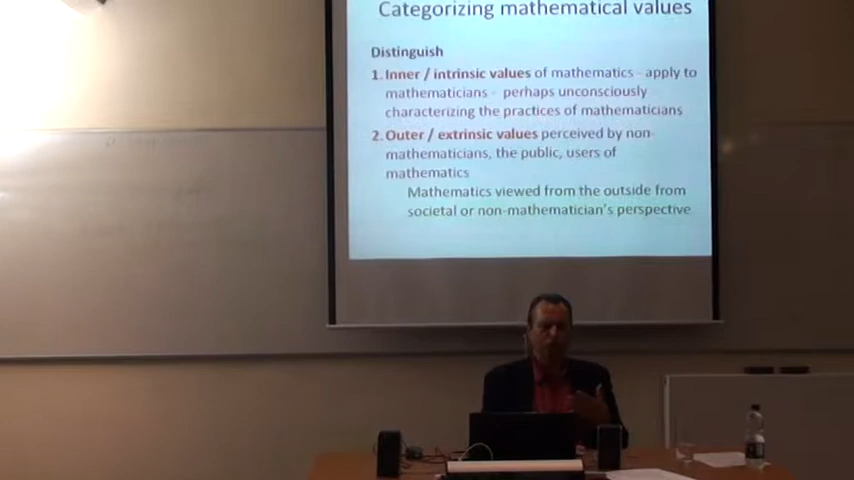 Categorizing mathematical values
Distinguish
1. Inner / intrinsic values of mathematics - apply to
mathematicians - perhaps unconsciously
characterizing the practices of mathematicians
2. Outer / extrinsic values perceived by non-
mathematicians, the public, users of
mathematics
Mathematics viewed from the outside from
societal or non-mathematician's perspective